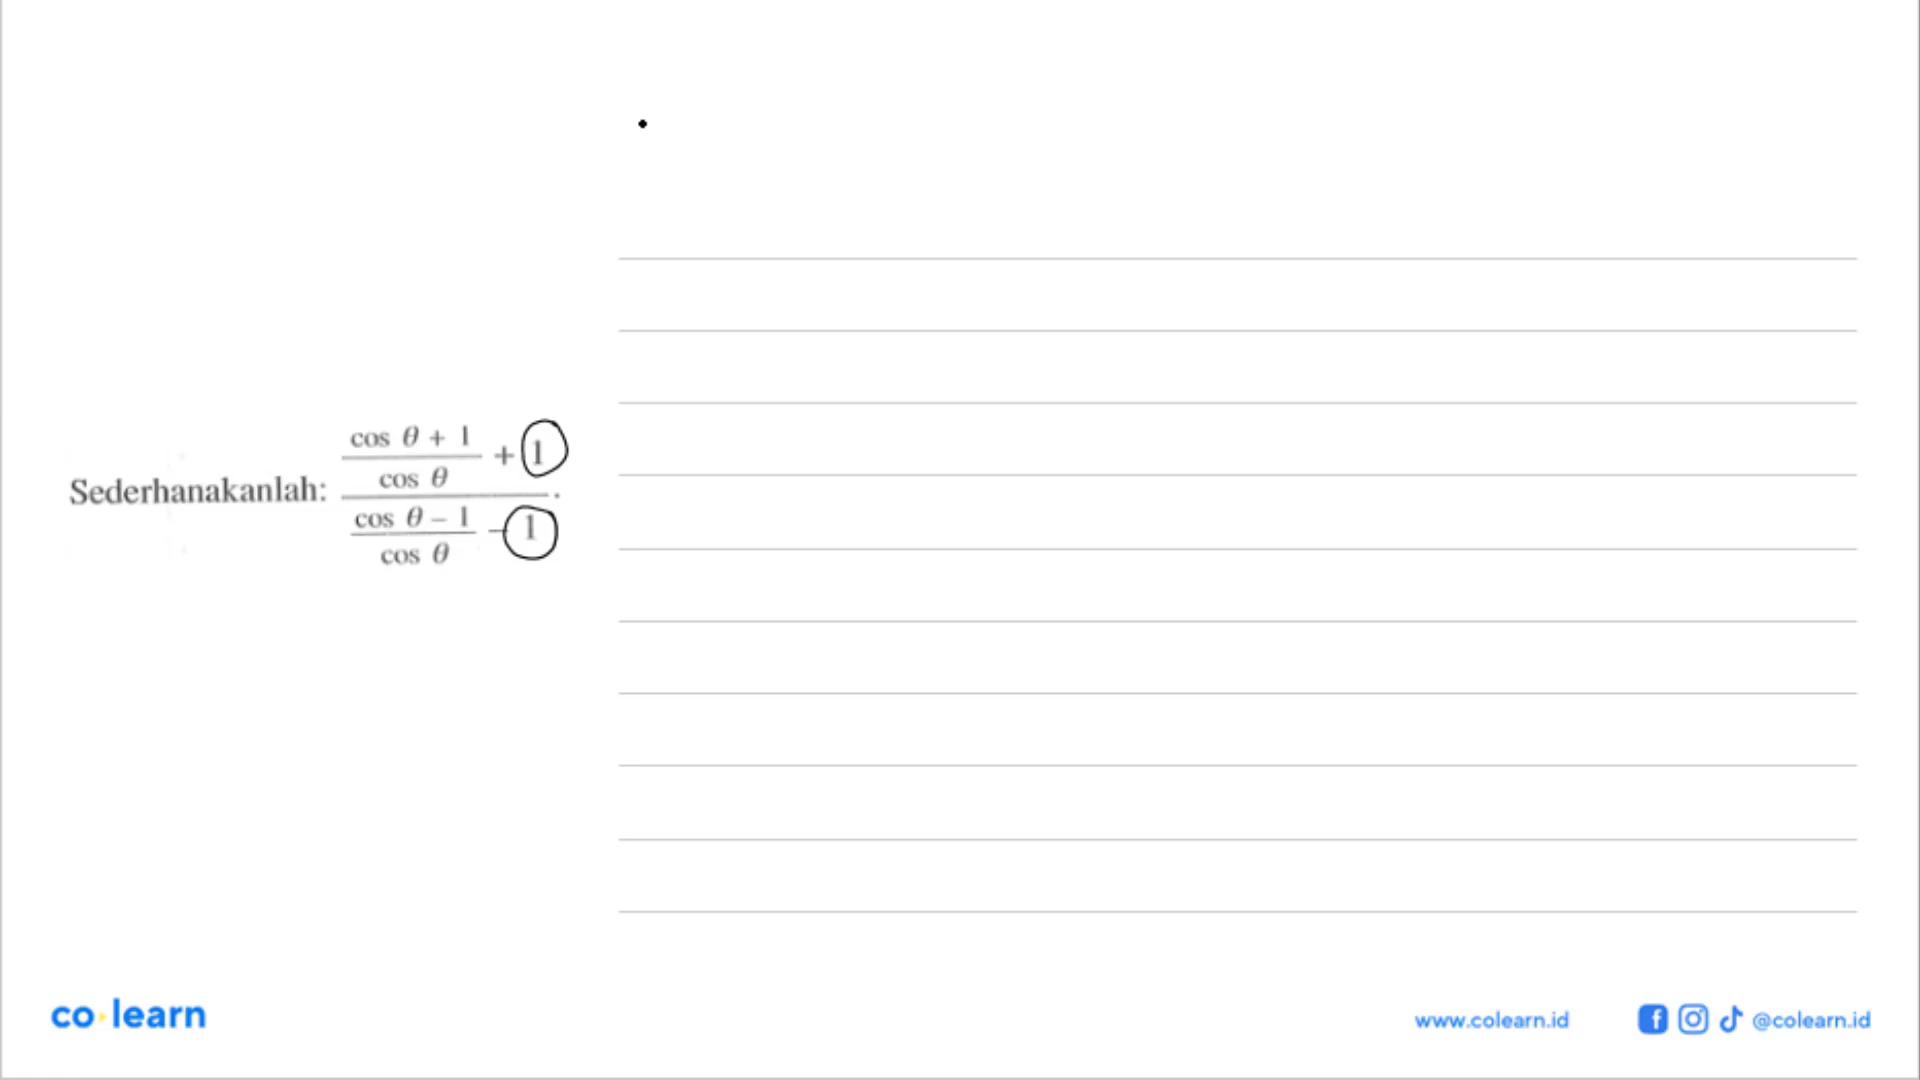 Sederhanakanlah:
cos θ + 1
cos θ
+ 1
cos θ – 1
cos θ
– 1
.
co learn
www.colearn.id
@colearn.id